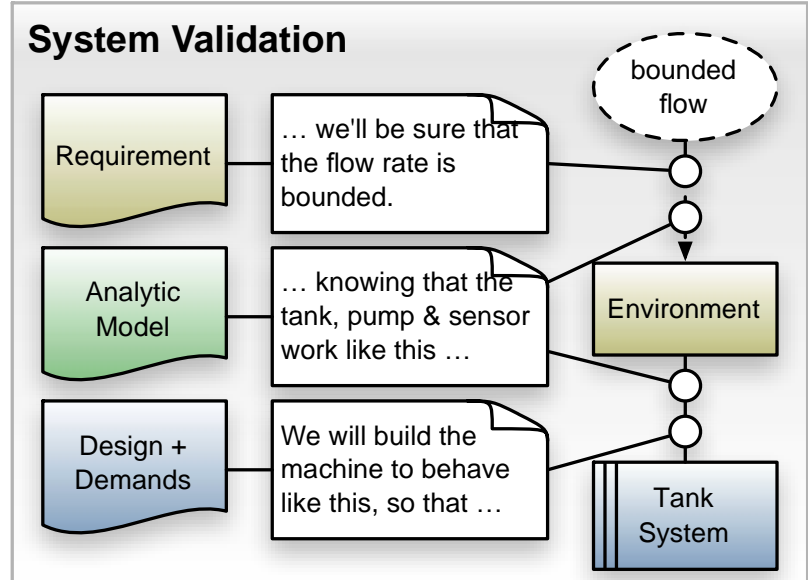 System Validation
bounded
flow
Requirement
… we'll be sure that
the flow rate is
bounded.
Analytic
Model
… knowing that the
tank, pump & sensor
work like this …
Environment
Design +
Demands
We will build the
machine to behave
like this, so that …
Tank
System